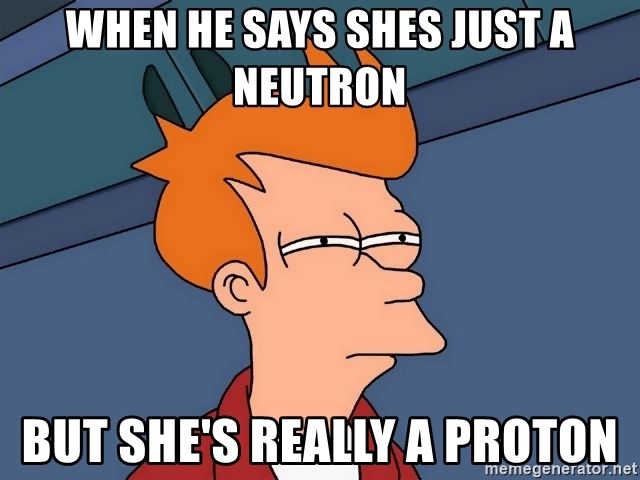 WHEN HE SAYS SHES JUST A
NEUTRON
BUT SHE'S REALLY A PROTON
memegenerator.net